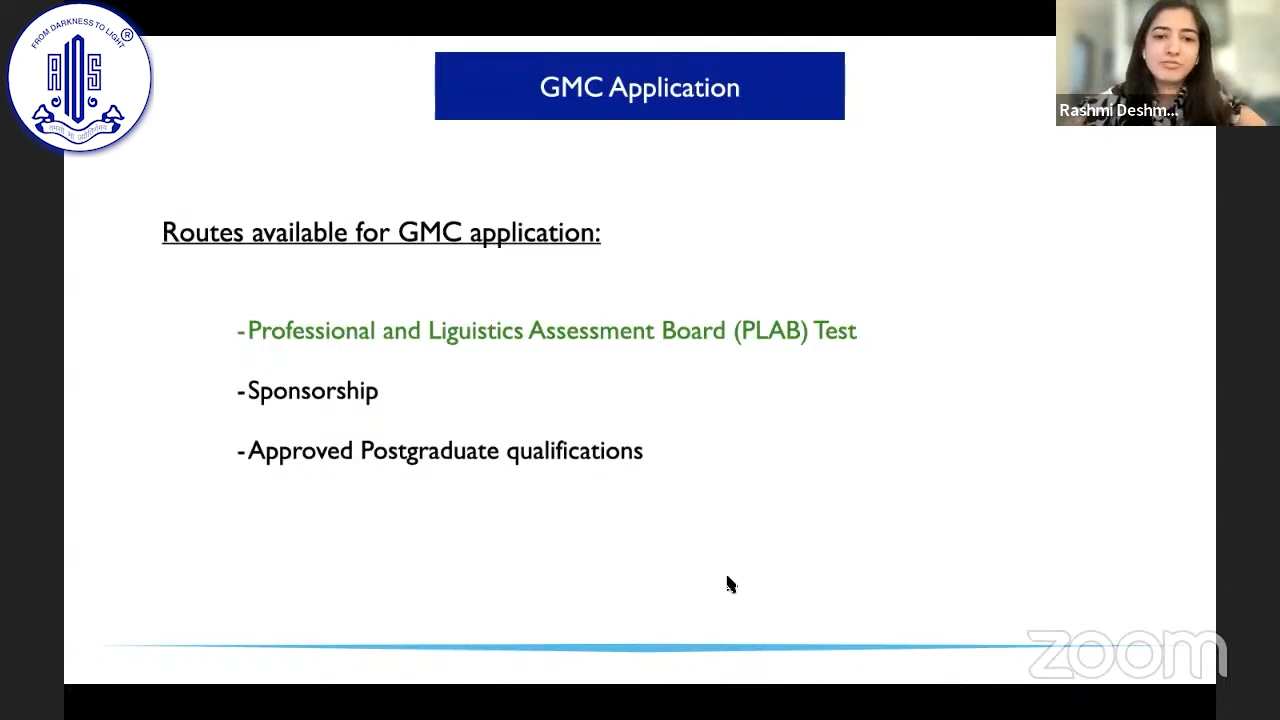 FROM DARKNESS TO LIGHT
®
AIOS
GMC Application
Rashmi Deshm...
Routes available for GMC application:
-Professional and Liguistics Assessment Board (PLAB) Test
-Sponsorship
-Approved Postgraduate qualifications
zoom